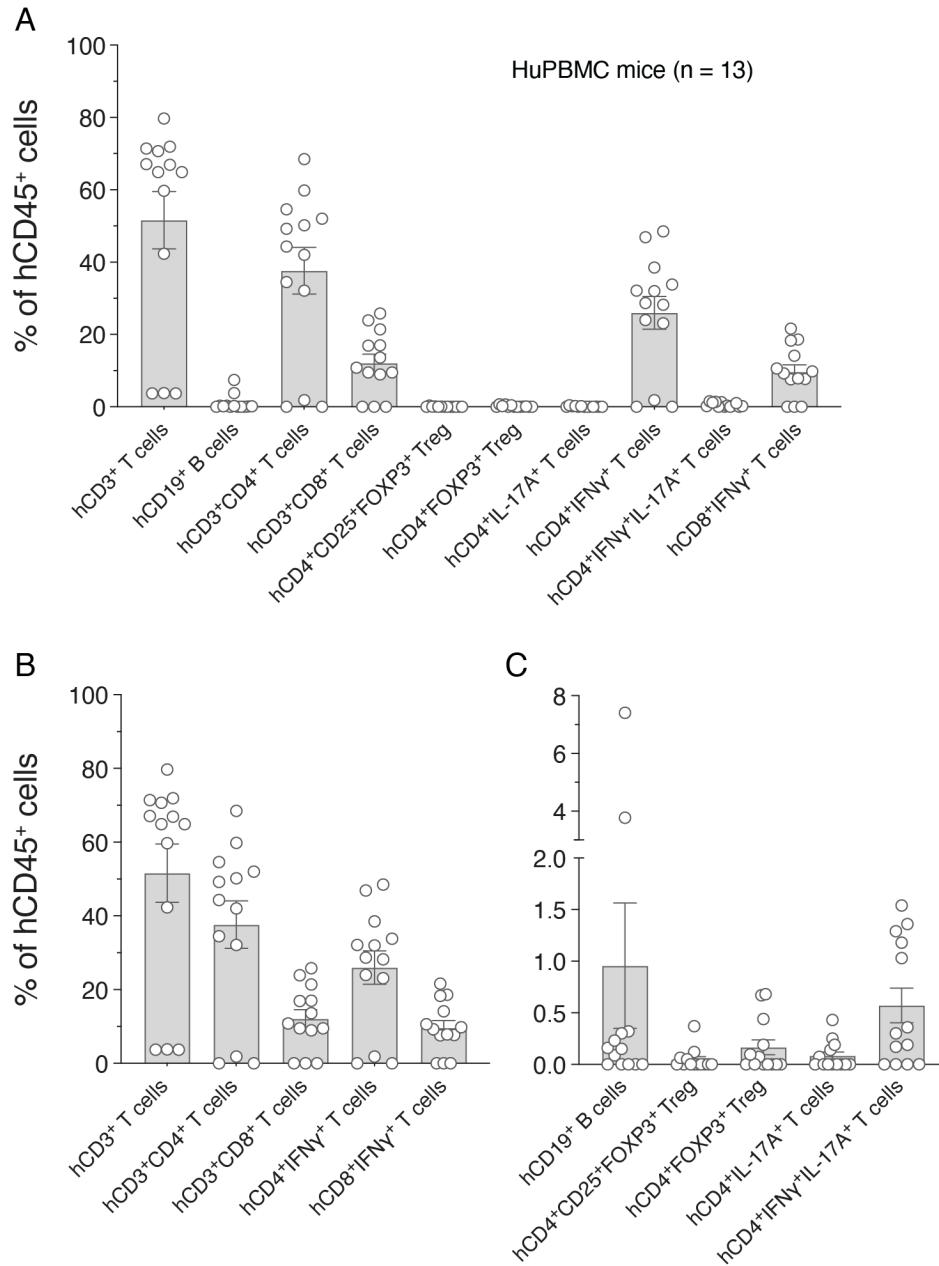 A
HuPBMC mice (n = 13)
% of hCD45⁺ cells
100
80
60
40
20
0
hCD3⁺ T cells
hCD19⁺ B cells
hCD3⁺CD4⁺ T cells
hCD3⁺CD8⁺ T cells
hCD4⁺CD25⁺FOXP3⁺ Treg
hCD4⁺FOXP3⁺ Treg
hCD4⁺IL-17A⁺ T cells
hCD4⁺IFNγ⁺ T cells
hCD4⁺IFNγ⁺IL-17A⁺ T cells
hCD8⁺IFNγ⁺ T cells
B
% of hCD45⁺ cells
100
80
60
40
20
0
hCD3⁺ T cells
hCD3⁺CD4⁺ T cells
hCD3⁺CD8⁺ T cells
hCD4⁺IFNγ⁺ T cells
hCD8⁺IFNγ⁺ T cells
C
8
6
4
2.0
1.5
1.0
0.5
0.0
hCD19⁺ B cells
hCD4⁺CD25⁺FOXP3⁺ Treg
hCD4⁺FOXP3⁺ Treg
hCD4⁺IL-17A⁺ T cells
hCD4⁺IFNγ⁺IL-17A⁺ T cells